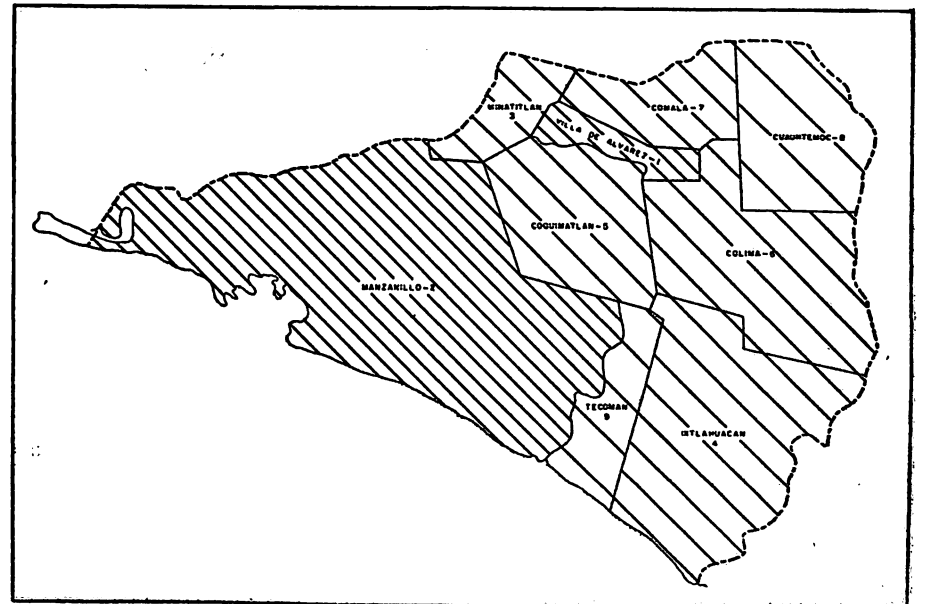 MINATITLAN
3
COMALA-7
CUAUHTEMOC-8
VILLA DE ALVAREZ-1
COQUIMATLAN-5
COLIMA-6
MANZANILLO-2
TECOMAN
9
IXTLAHUACAN
4